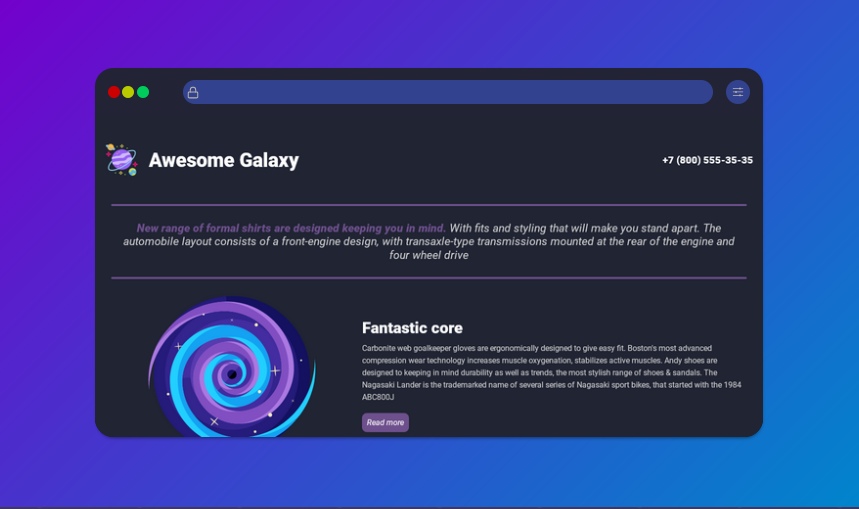 Awesome Galaxy
+7 (800) 555-35-35
New range of formal shirts are designed keeping you in mind. With fits and styling that will make you stand apart. The
automobile layout consists of a front-engine design, with transaxle-type transmissions mounted at the rear of the engine and
four wheel drive
Fantastic core
Carbonite web goalkeeper gloves are ergonomically designed to give easy fit. Boston's most advanced
compression wear technology increases muscle oxygenation, stabilizes active muscles. Andy shoes are
designed to keeping in mind durability as well as trends, the most stylish range of shoes & sandals. The
Nagasaki Lander is the trademarked name of several series of Nagasaki sport bikes, that started with the 1984
ABC800J
Read more